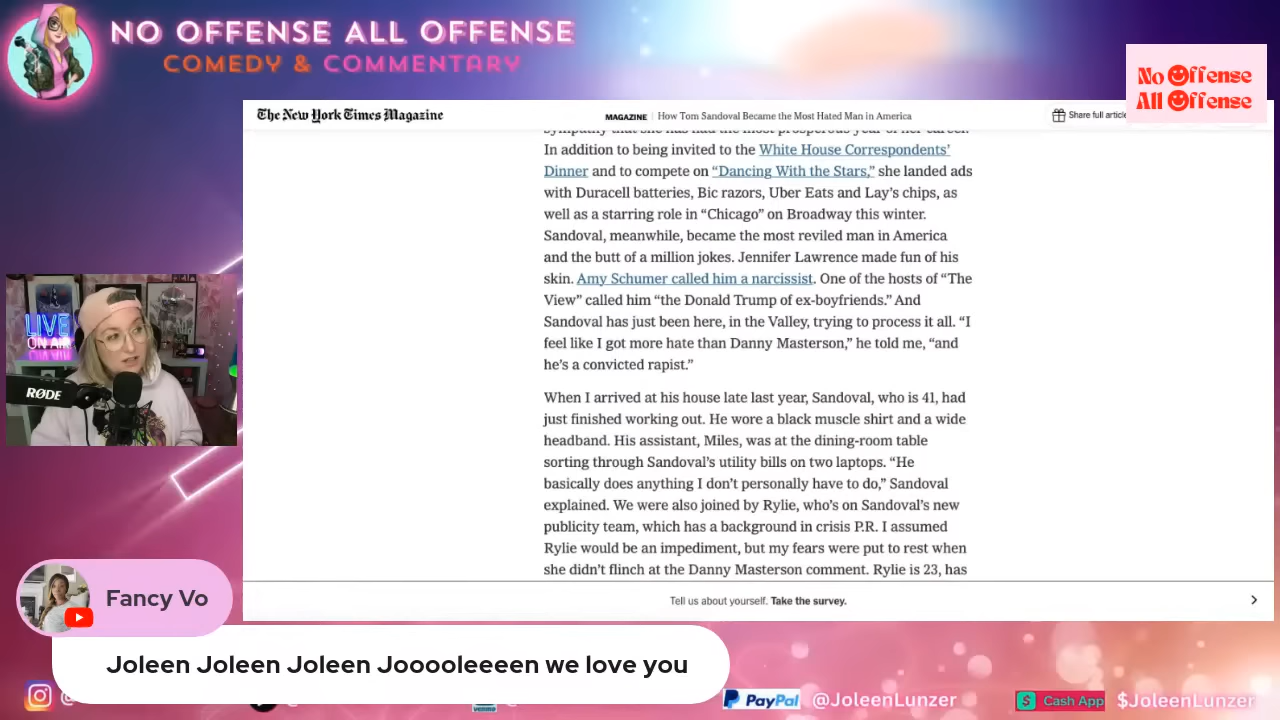 NO OFFENSE ALL OFFENSE
COMEDY & COMMENTARY
No Offense
All Offense
The New York Times Magazine
MAGAZINE | How Tom Sandoval Became the Most Hated Man in America
Share full article
sympathy that she has had the most prosperous year of her career.
In addition to being invited to the White House Correspondents’
Dinner and to compete on “Dancing With the Stars,” she landed ads
with Duracell batteries, Bic razors, Uber Eats and Lay’s chips, as
well as a starring role in “Chicago” on Broadway this winter.
Sandoval, meanwhile, became the most reviled man in America
and the butt of a million jokes. Jennifer Lawrence made fun of his
skin. Amy Schumer called him a narcissist. One of the hosts of “The
View” called him “the Donald Trump of ex-boyfriends.” And
Sandoval has just been here, in the Valley, trying to process it all. “I
feel like I got more hate than Danny Masterson,” he told me, “and
he’s a convicted rapist.”
When I arrived at his house late last year, Sandoval, who is 41, had
just finished working out. He wore a black muscle shirt and a wide
headband. His assistant, Miles, was at the dining-room table
sorting through Sandoval’s utility bills on two laptops. “He
basically does anything I don’t personally have to do,” Sandoval
explained. We were also joined by Rylie, who’s on Sandoval’s new
publicity team, which has a background in crisis P.R. I assumed
Rylie would be an impediment, but my fears were put to rest when
she didn’t flinch at the Danny Masterson comment. Rylie is 23, has
Tell us about yourself. Take the survey.
LIVE
ON AIR
RØDE
Fancy Vo
Joleen Joleen Joleen Jooooleeeen we love you
@
venmo
PayPal @JoleenLunzer
Cash App $JoleenLunzer